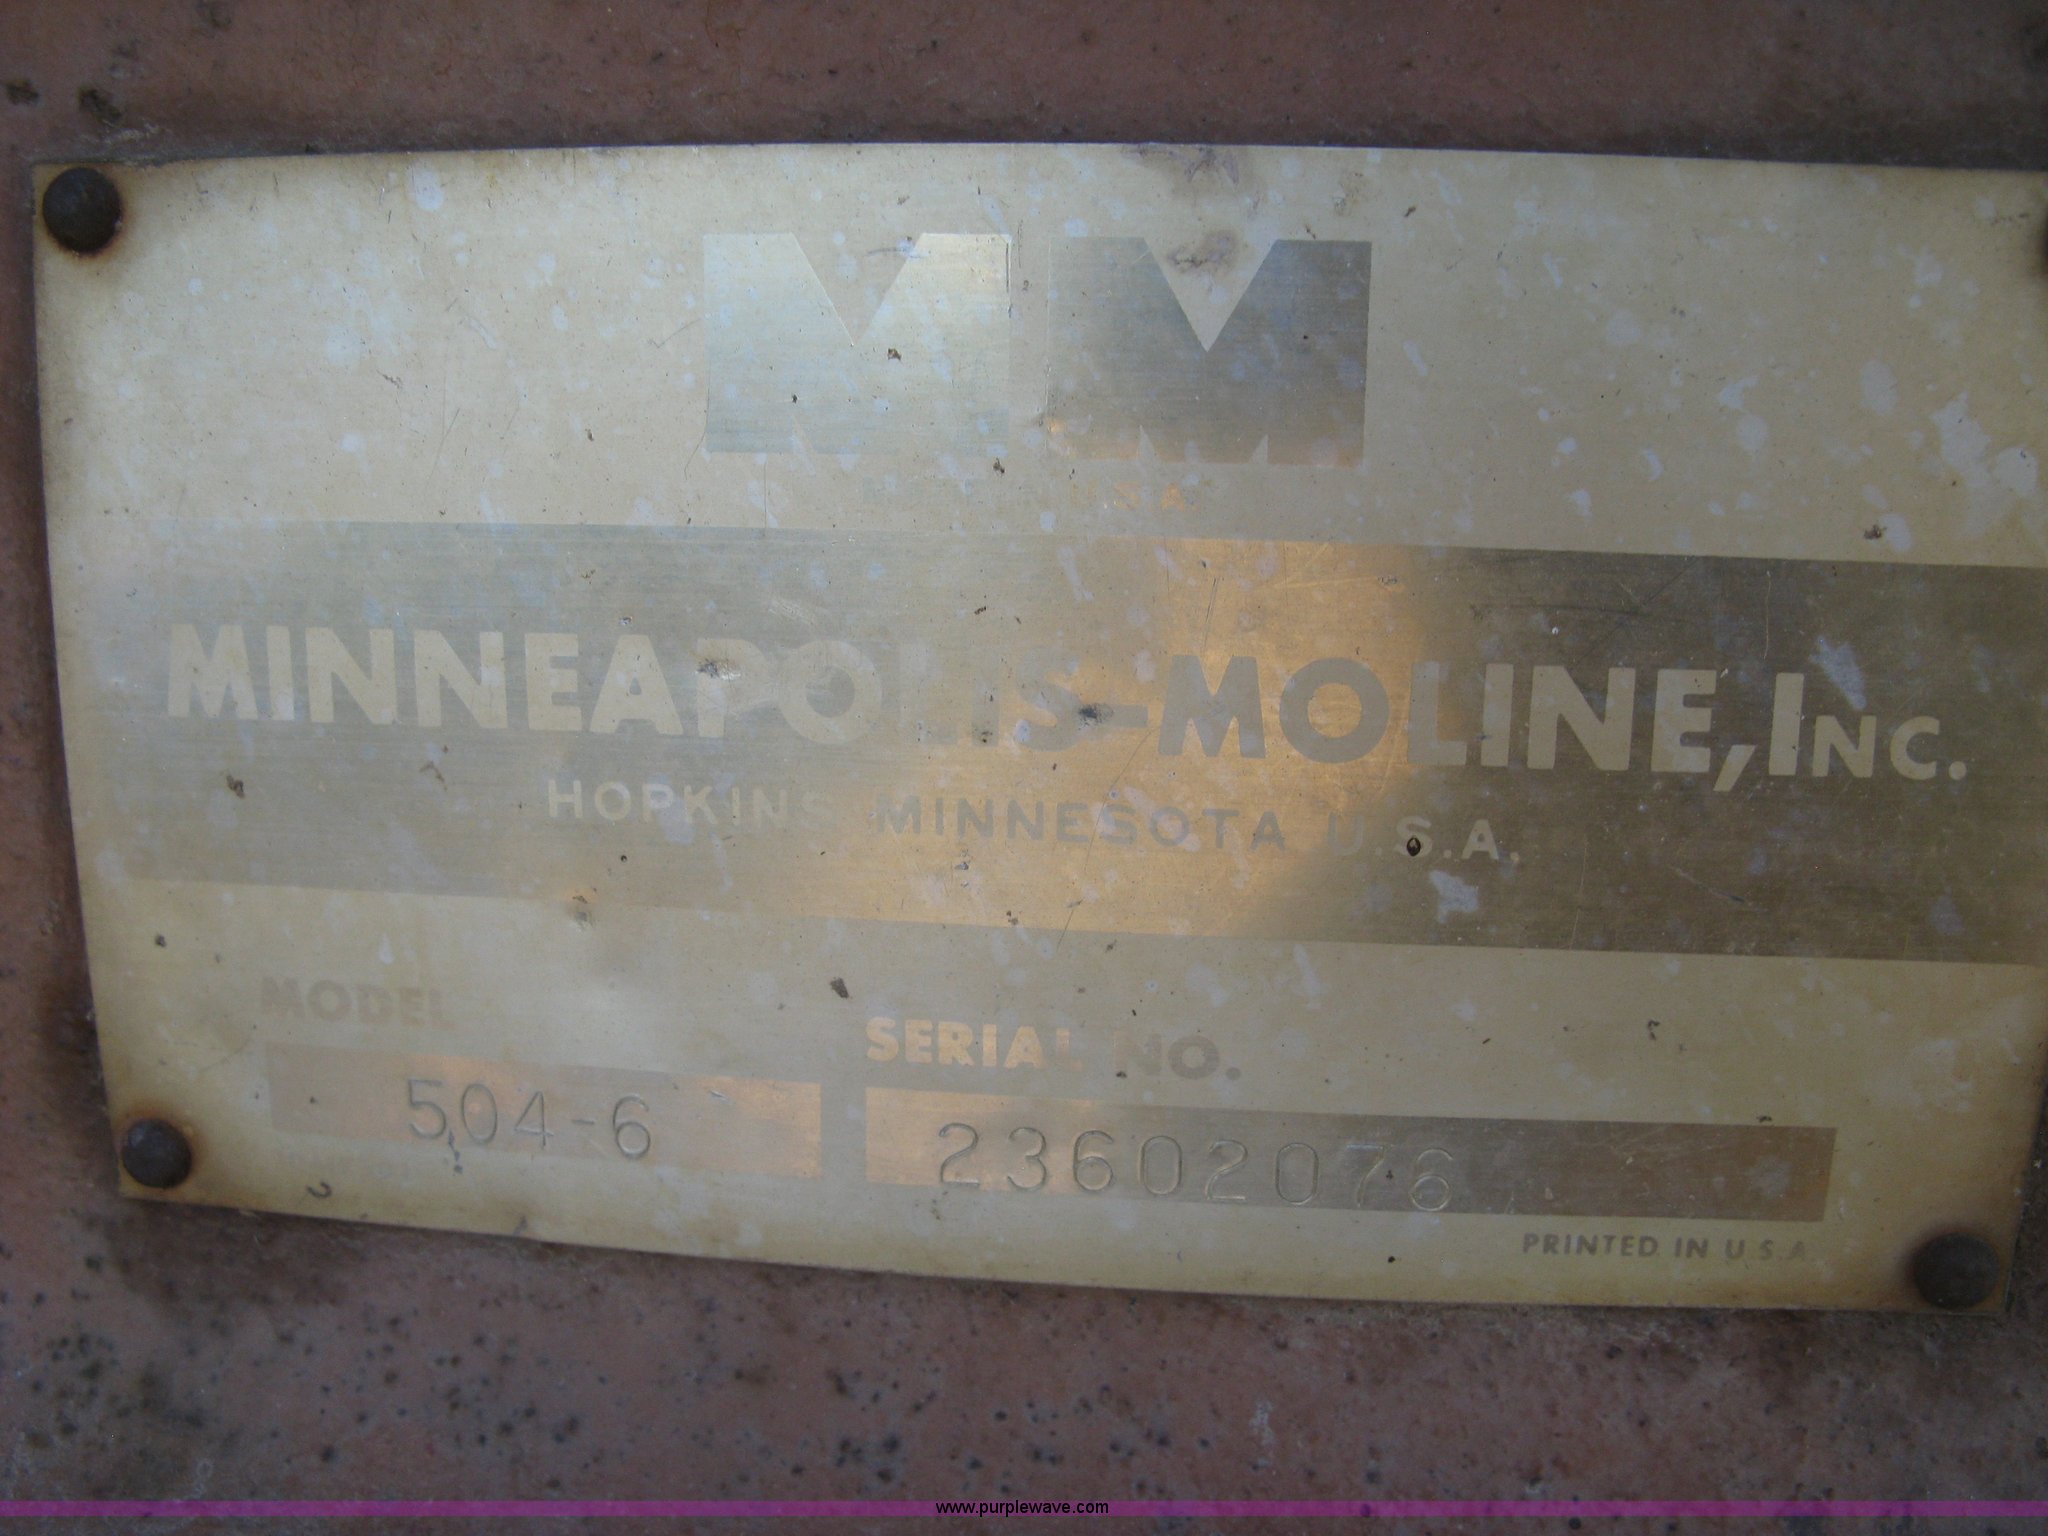 MM
U.S.A.
MINNEAPOLIS-MOLINE, INC.
HOPKINS MINNESOTA U.S.A.
MODEL
SERIAL NO.
504-6
23602076
PRINTED IN U.S.A
www.purplewave.com